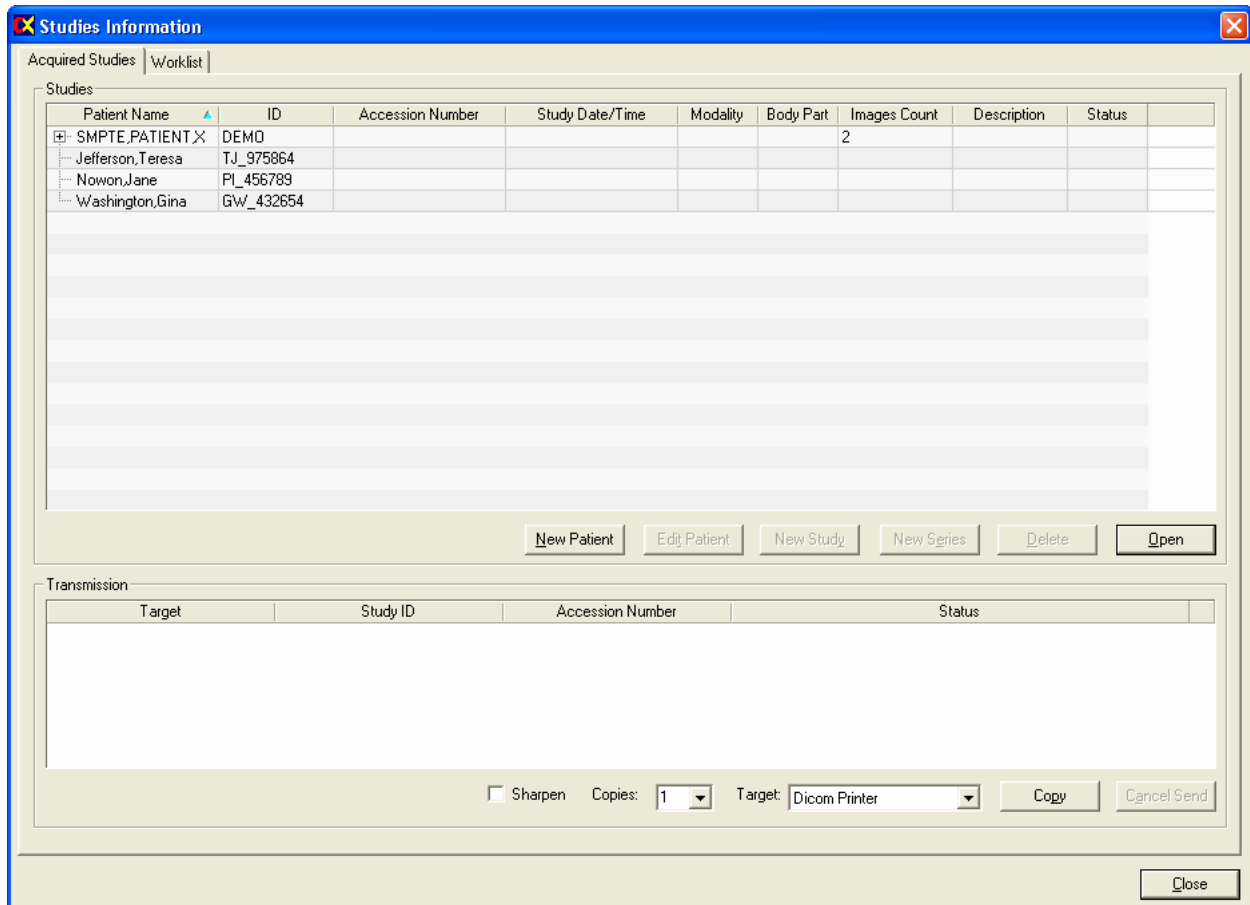 Studies Information
Acquired Studies Worklist
Studies
Patient Name ID Accession Number Study Date/Time Modality Body Part Images Count Description Status
SMPTE,PATIENT,X DEMO 2
Jefferson,Teresa TJ_975864
Nowon,Jane PI_456789
Washington,Gina GW_432654
New Patient Edit Patient New Study New Series Delete Open
Transmission
Target Study ID Accession Number Status
Sharpen Copies: 1 Target: Dicom Printer Copy Cancel Send
Close